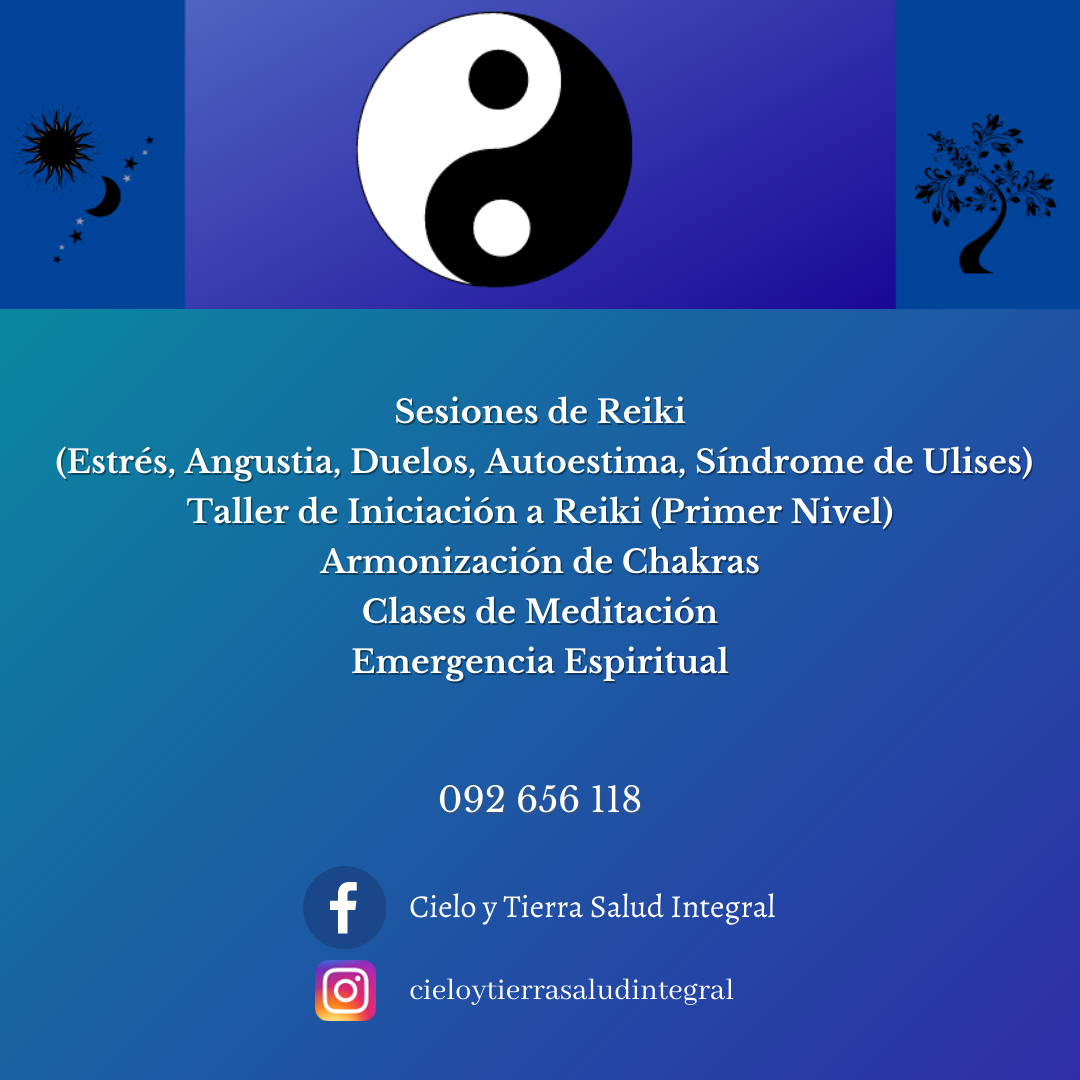 Sesiones de Reiki
(Estrés, Angustia, Duelos, Autoestima, Síndrome de Ulises)
Taller de Iniciación a Reiki (Primer Nivel)
Armonización de Chakras
Clases de Meditación
Emergencia Espiritual
092 656 118
Cielo y Tierra Salud Integral
cieloytierrasaludintegral